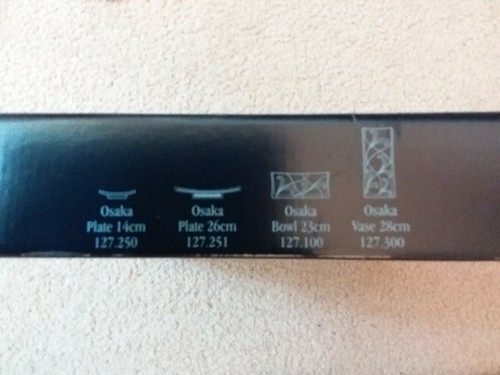 Osaka
Plate 14cm
127.250
Osaka
Plate 26cm
127.251
Osaka
Bowl 23cm
127.100
Osaka
Vase 28cm
127.300